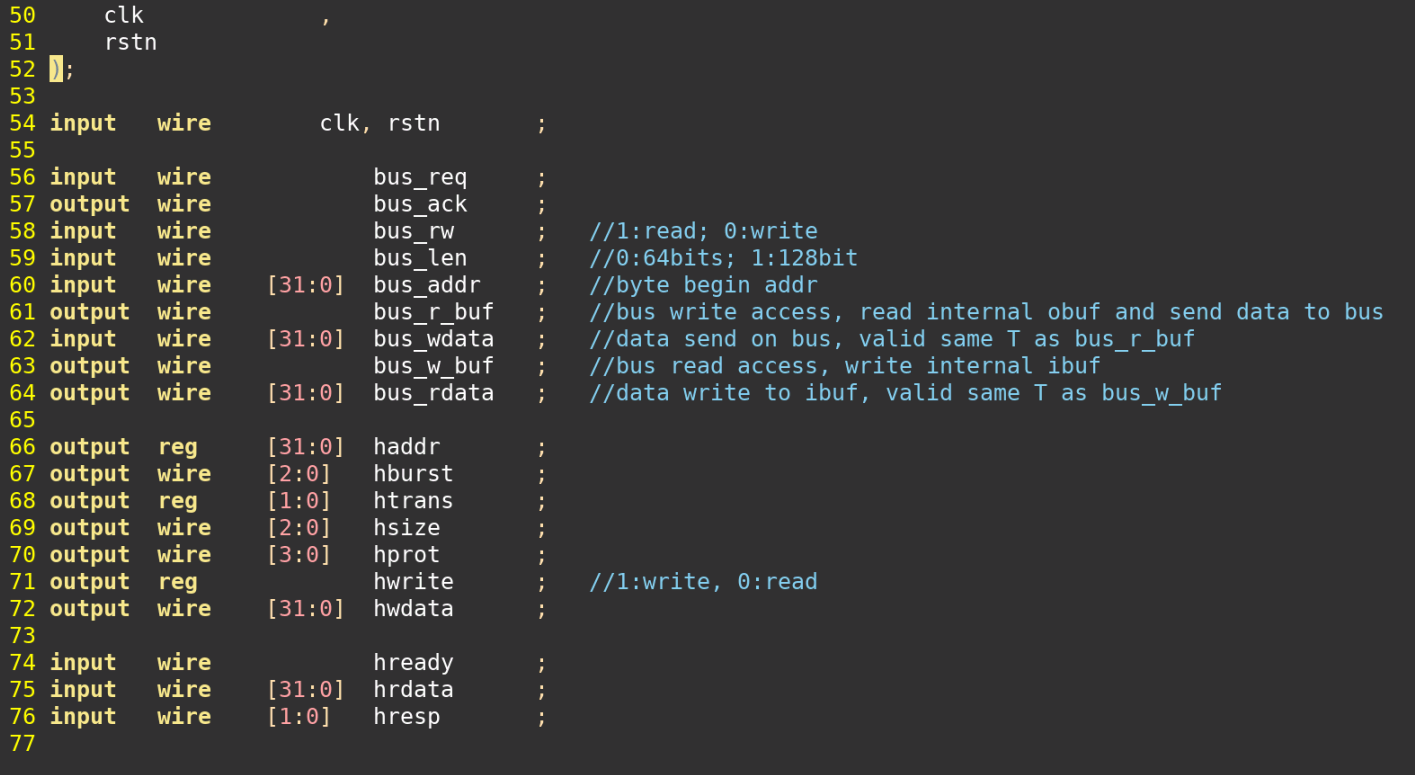 50     clk             ,
51     rstn
52 );
53
54 input   wire        clk, rstn       ;
55
56 input   wire            bus_req     ;
57 output  wire            bus_ack     ;
58 input   wire            bus_rw      ;   //1:read; 0:write
59 input   wire            bus_len     ;   //0:64bits; 1:128bit
60 input   wire    [31:0]  bus_addr    ;   //byte begin addr
61 output  wire            bus_r_buf   ;   //bus write access, read internal obuf and send data to bus
62 input   wire    [31:0]  bus_wdata   ;   //data send on bus, valid same T as bus_r_buf
63 output  wire            bus_w_buf   ;   //bus read access, write internal ibuf
64 output  wire    [31:0]  bus_rdata   ;   //data write to ibuf, valid same T as bus_w_buf
65
66 output  reg     [31:0]  haddr       ;
67 output  wire    [2:0]   hburst      ;
68 output  reg     [1:0]   htrans      ;
69 output  wire    [2:0]   hsize       ;
70 output  wire    [3:0]   hprot       ;
71 output  reg             hwrite      ;   //1:write, 0:read
72 output  wire    [31:0]  hwdata      ;
73
74 input   wire            hready      ;
75 input   wire    [31:0]  hrdata      ;
76 input   wire    [1:0]   hresp       ;
77